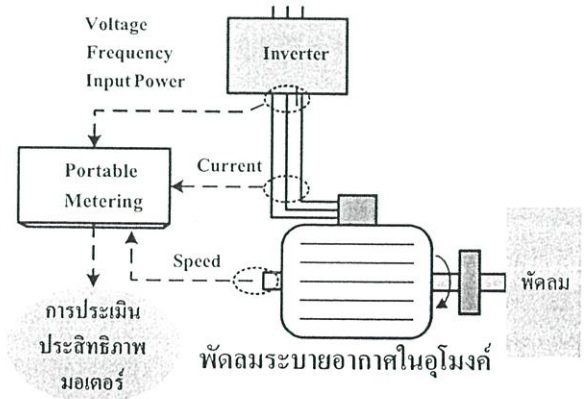 Voltage
Frequency
Input Power
Inverter
Portable
Metering
Current
Speed
พัดลม
การประเมิน
ประสิทธิภาพ
มอเตอร์
พัดลมระบายอากาศในอุโมงค์